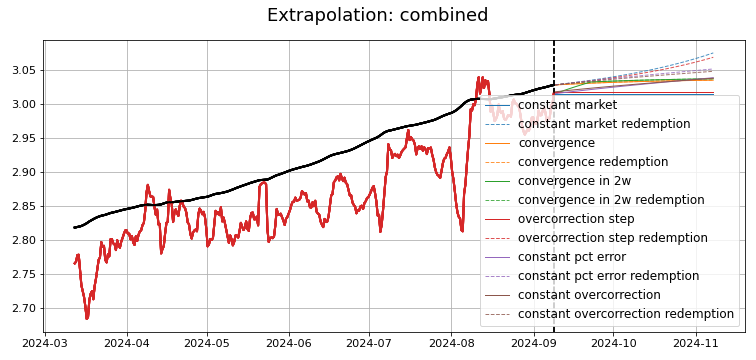 Extrapolation: combined
3.05
3.00
2.95
2.90
2.85
2.80
2.75
2.70
constant market
constant market redemption
convergence
convergence redemption
convergence in 2w
convergence in 2w redemption
overcorrection step
overcorrection step redemption
constant pct error
constant pct error redemption
constant overcorrection
constant overcorrection redemption
2024-03 2024-04 2024-05 2024-06 2024-07 2024-08 2024-09 2024-10 2024-11